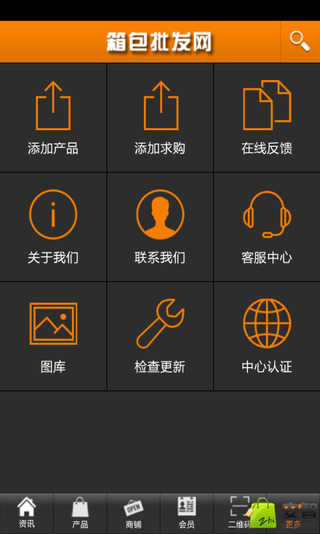 箱包批发网
添加产品
添加求购
在线反馈
关于我们
联系我们
客服中心
图库
检查更新
中心认证
资讯
产品
OPEN
商铺
会员
二维码
更多
安智